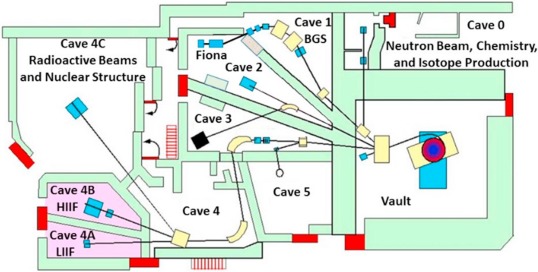 Cave 4C
Radioactive Beams
and Nuclear Structure
Fiona
Cave 1
BGS
Cave 2
Cave 3
Cave 0
Neutron Beam, Chemistry,
and Isotope Production
Cave 4B
HIIF
Cave 4A
LIIF
Cave 4
Cave 5
Vault